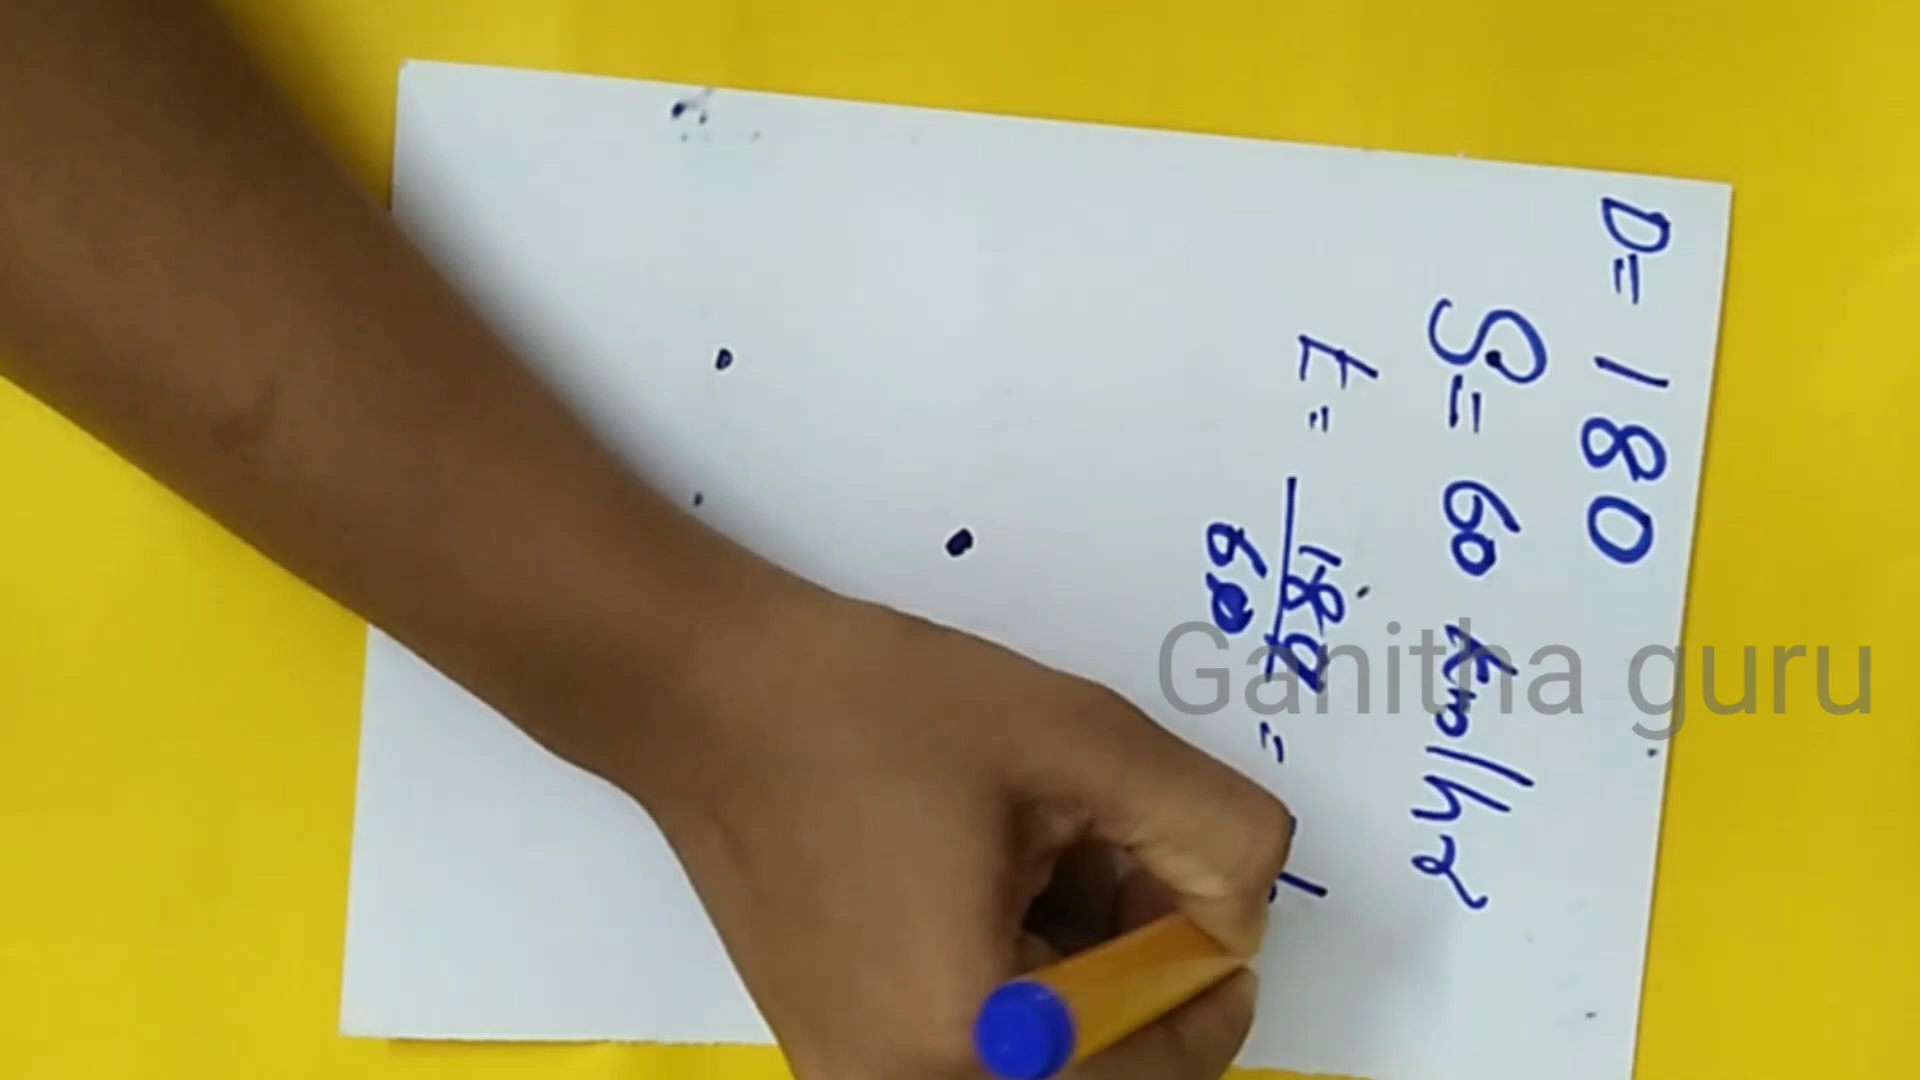 D = 180
S = 60 km/hr
t = 180/60 = h
Ganitha guru